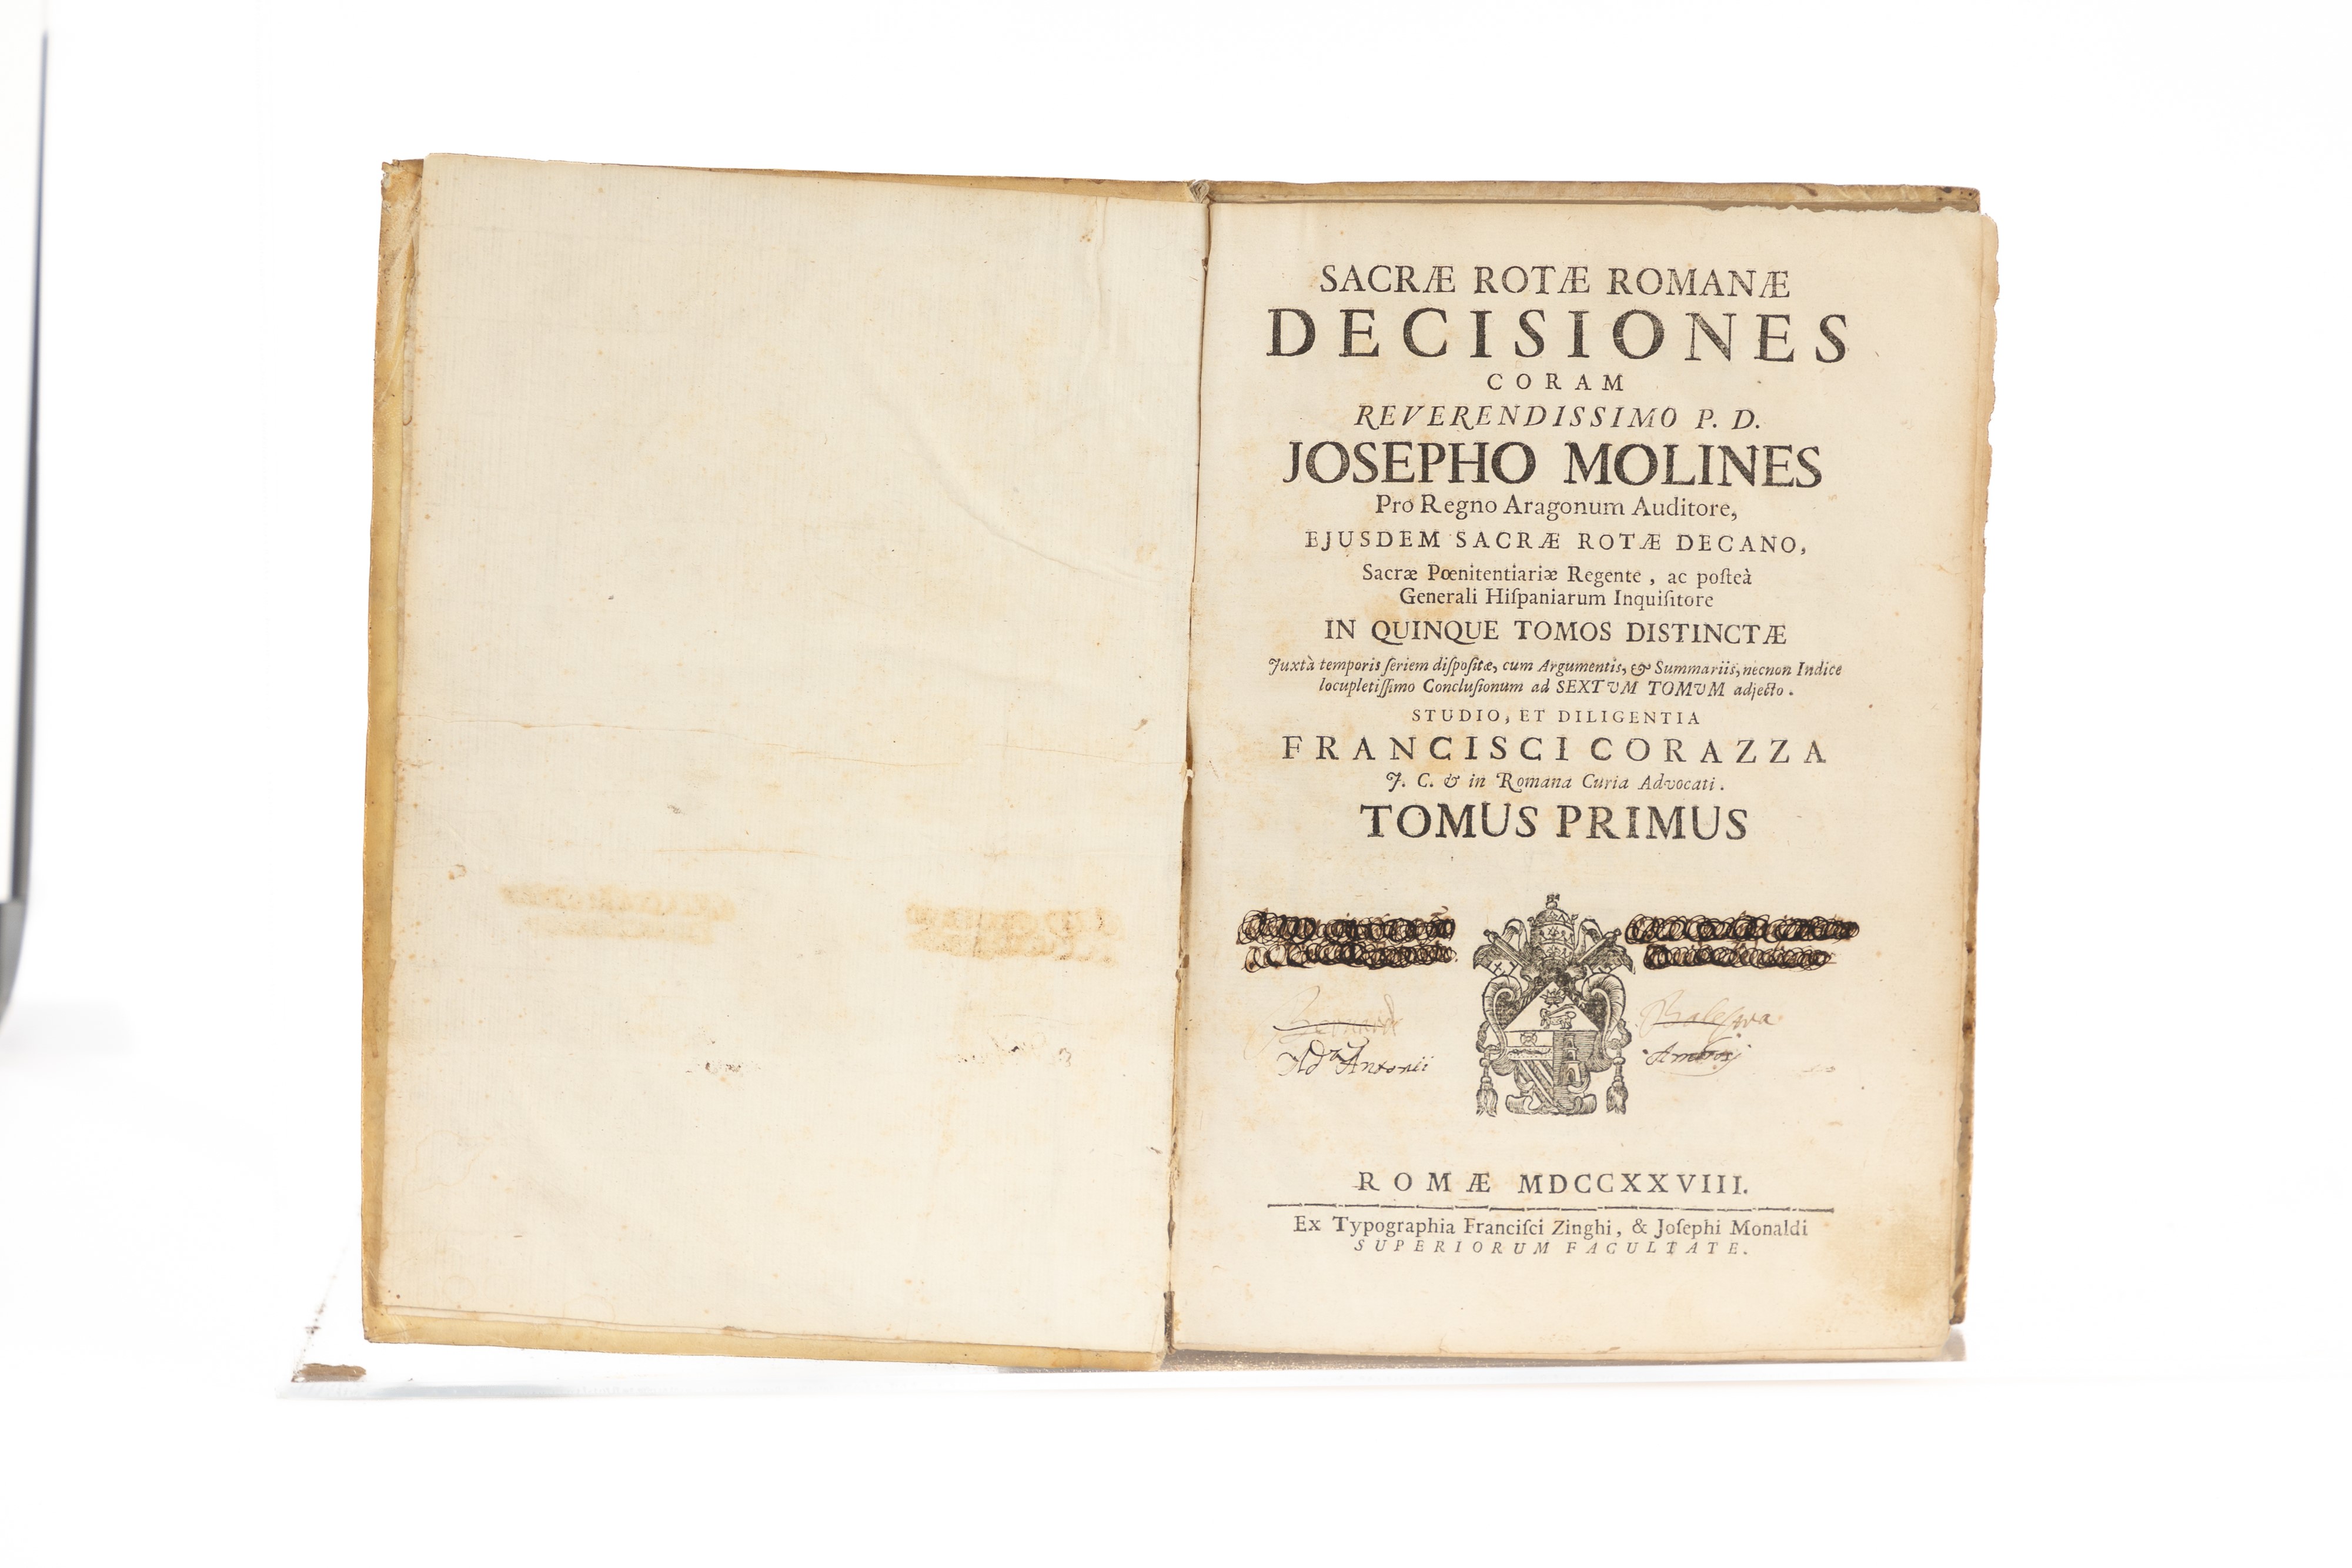 SACRÆ ROTÆ ROMANÆ
DECISIONES
CORAM
REVERENDISSIMO P. D.
JOSEPHO MOLINES
Pro Regno Aragonum Auditore,
EJUSDEM SACRÆ ROTÆ DECANO,
Sacræ Pœnitentiariæ Regente , ac poſteà
Generali Hiſpaniarum Inquiſitore
IN QUINQUE TOMOS DISTINCTÆ
Juxtà temporis ſeriem diſpoſitæ, cum Argumentis, & Summariis, necnon Indice
locupletiſſimo Concluſionum ad SEXTVM TOMVM adjecto .
STUDIO, ET DILIGENTIA
FRANCISCI CORAZZA
J. C. & in Romana Curia Advocati .
TOMUS PRIMUS
Antonii
ROMÆ MDCCXXVIII.
Ex Typographia Franciſci Zinghi, & Joſephi Monaldi
SUPERIORUM FACULTATE.